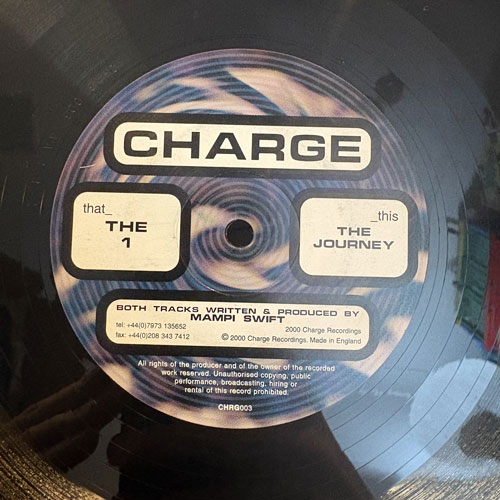 CHARGE
that_
THE
1
_this
THE
JOURNEY
BOTH TRACKS WRITTEN & PRODUCED BY
MAMPI SWIFT
tel: +44(0)7973 135652
fax: +44(0)208 343 7412
2000 Charge Recordings
© 2000 Charge Recordings. Made in England
All rights of the producer and of the owner of the recorded
work reserved. Unauthorised copying, public
performance, broadcasting, hiring or
rental of this record prohibited.
CHRG003